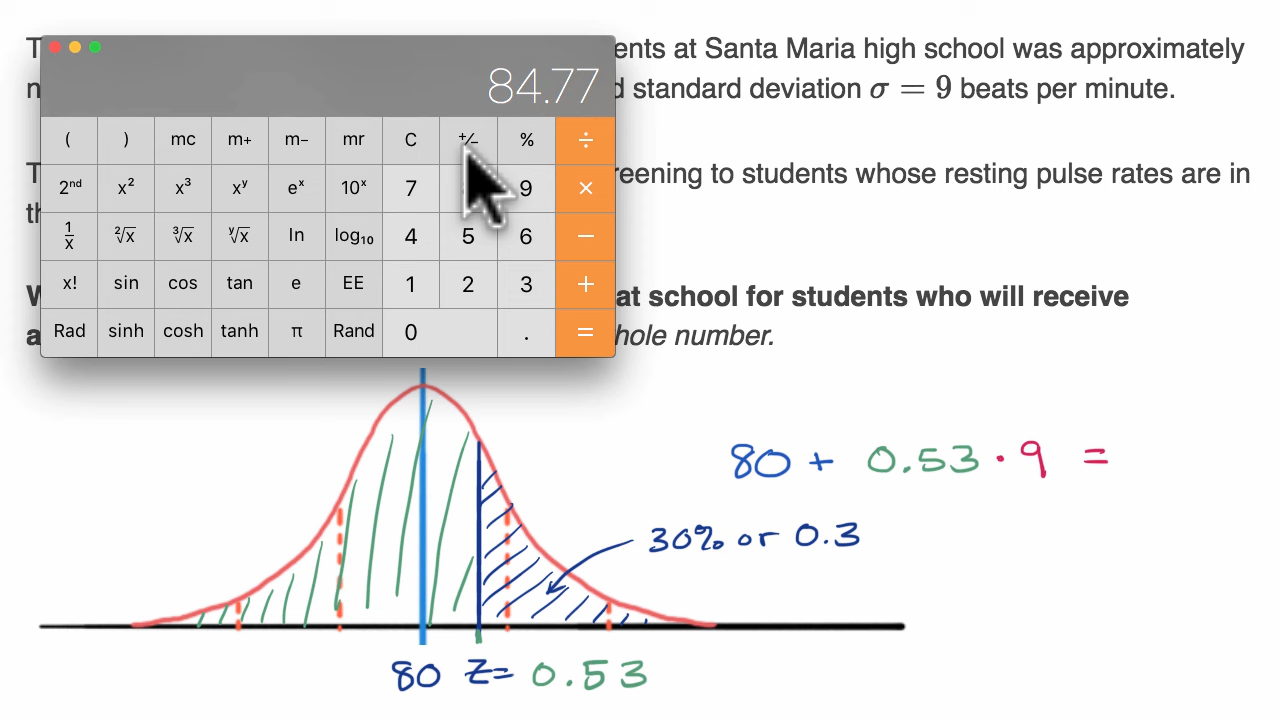 ents at Santa Maria high school was approximately
d standard deviation σ = 9 beats per minute.
reening to students whose resting pulse rates are in
at school for students who will receive
hole number.
84.77
( ) mc m+ m− mr C ⁺∕₋ % ÷
2ⁿᵈ x² x³ xʸ eˣ 10ˣ 7 9 ×
1/x ²√x ³√x ʸ√x ln log₁₀ 4 5 6 −
x! sin cos tan e EE 1 2 3 +
Rad sinh cosh tanh π Rand 0 . =
80 + 0.53 · 9 =
30% or 0.3
80 z= 0.53